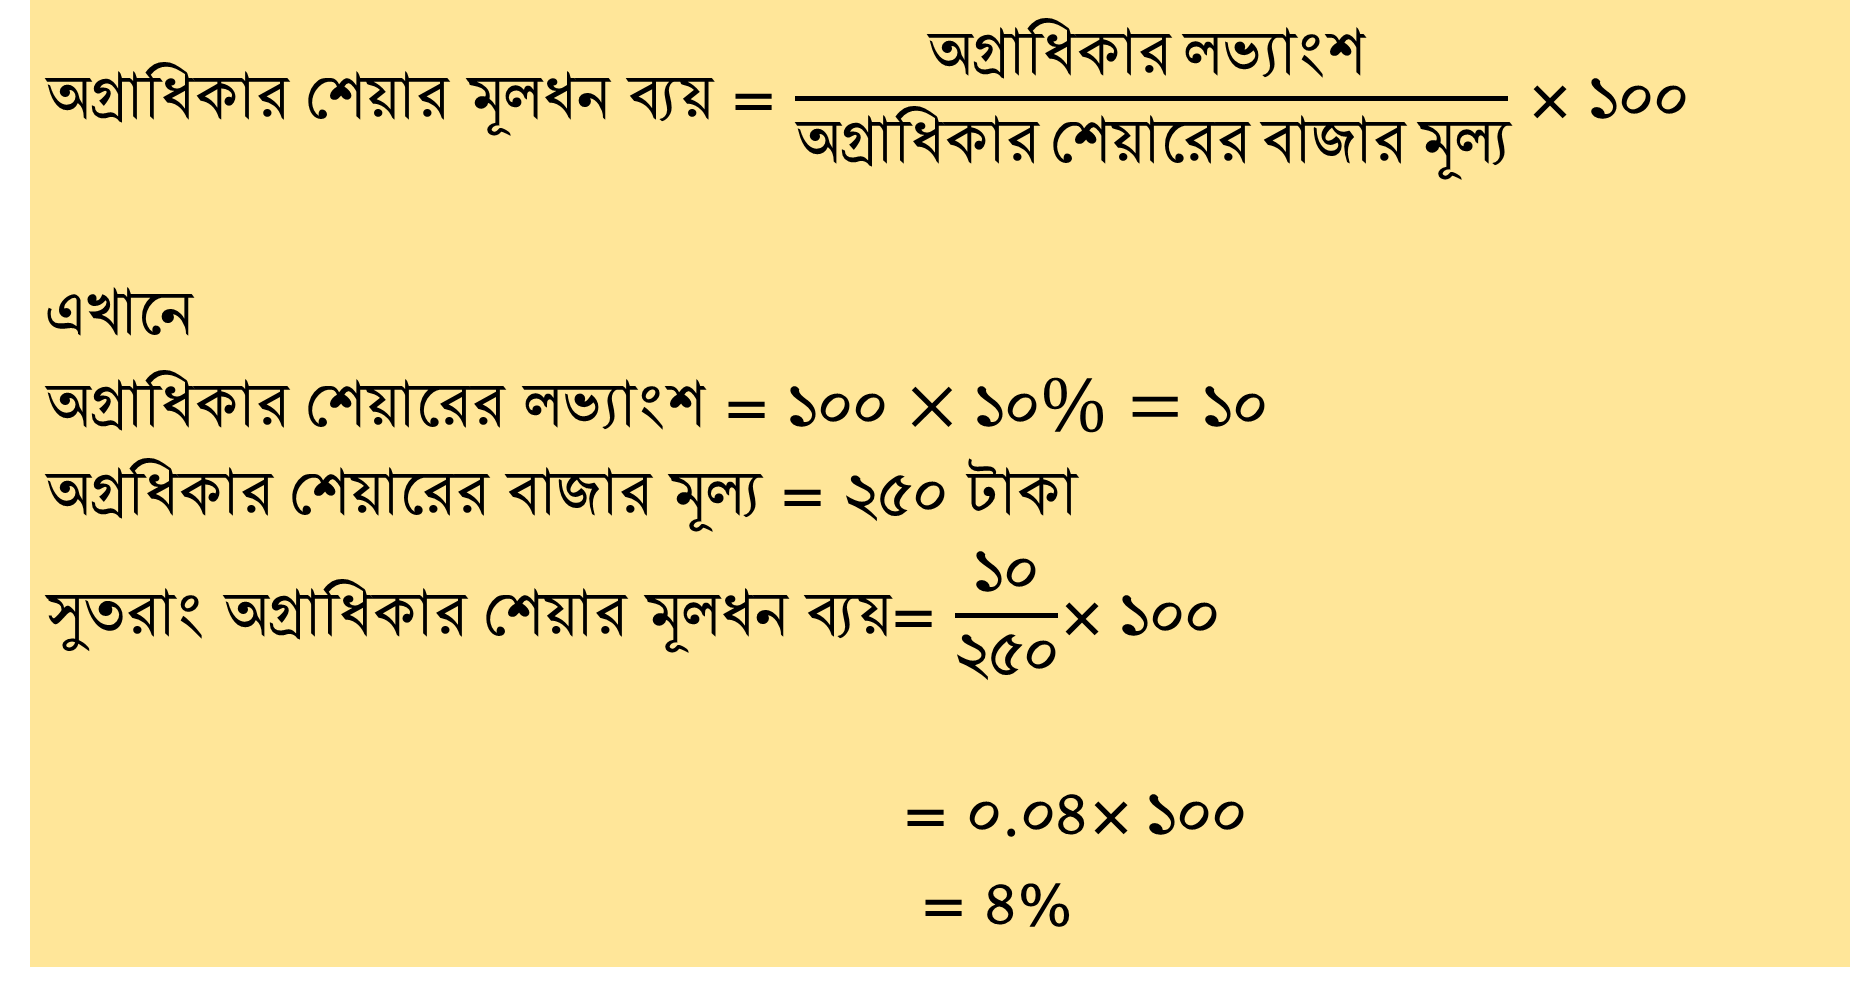 অগ্রাধিকার শেয়ার মূলধন ব্যয় = অগ্রাধিকার লভ্যাংশ / অগ্রাধিকার শেয়ারের বাজার মূল্য × ১০০
এখানে
অগ্রাধিকার শেয়ারের লভ্যাংশ = ১০০ × ১০% = ১০
অগ্রধিকার শেয়ারের বাজার মূল্য = ২৫০ টাকা
সুতরাং অগ্রাধিকার শেয়ার মূলধন ব্যয়= ১০ / ২৫০ × ১০০
= ০.০৪× ১০০
= ৪%